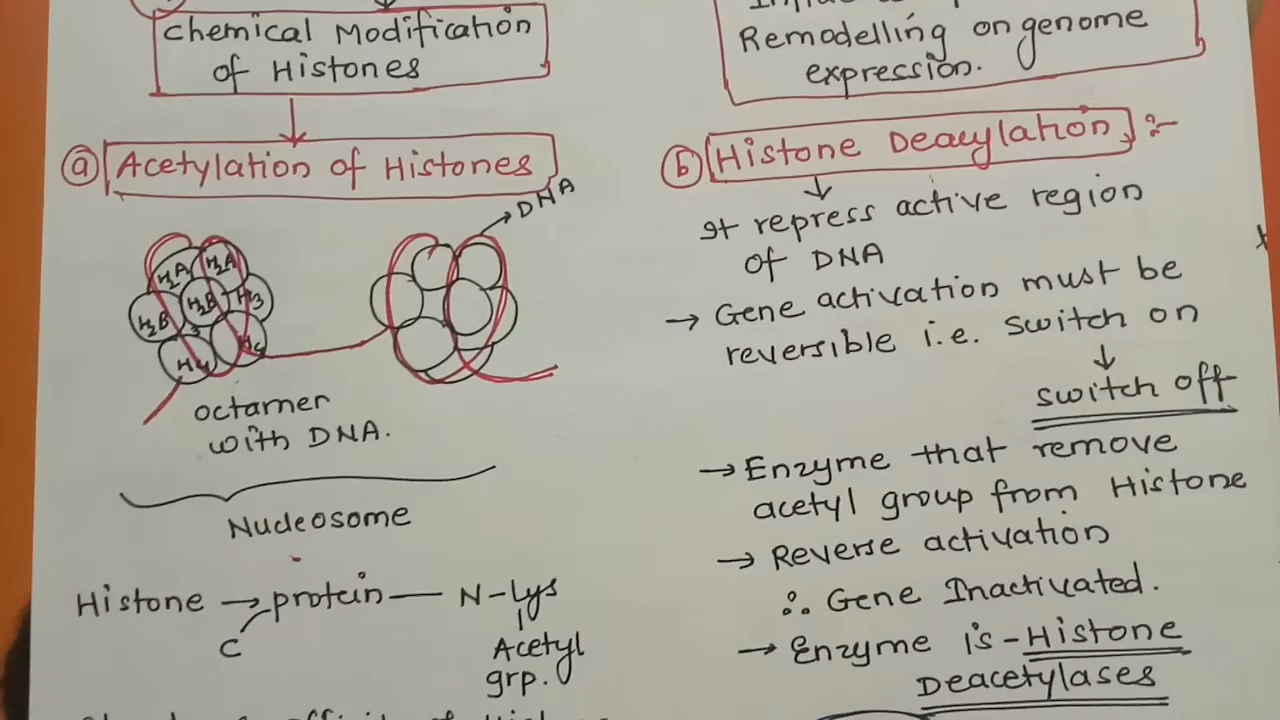 Chemical Modification
of Histones
ⓐ Acetylation of Histones
DNA
H2A
H2A
H2B
H2B
H3
H4
octamer
with DNA.
Nucleosome
Histone → protein — N-Lys
C
Acetyl
grp.
Remodelling on genome
expression.
ⓑ Histone Deacylation :-
It repress active region
of DNA
→ Gene activation must be
reversible i.e. switch on
↓
switch off
→ Enzyme that remove
acetyl group from Histone
→ Reverse activation
∴ Gene Inactivated.
→ Enzyme is - Histone
Deacetylases